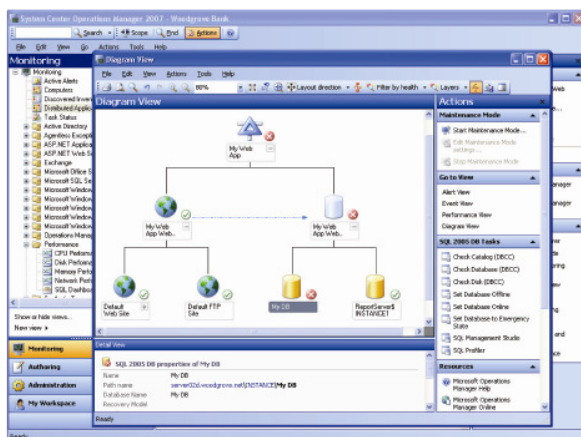 System Center Operations Manager 2007 - Woodgrove Bank
Search Scope Find Actions
File Edit View Go Actions Tools Help
Monitoring
Monitoring
Active Alerts
Computers
Discovered Inven
Distributed Applic
Task Status
Active Directory
Agentless Excepti
ASP.NET Applica
ASP.NET Web S
Exchange
Microsoft Office S
Microsoft SQL Se
Microsoft Window
Microsoft Window
Microsoft Window
Microsoft Window
Operations Manag
Performance
CPU Perform
Disk Performa
Memory Perfo
Network Perfo
SQL Dashboa
Show or hide views...
New view
Monitoring
Authoring
Administration
My Workspace
Ready
Diagram View
File Edit View Actions Tools Help
80% Layout direction Filter by health Layers
Diagram View
My Web
App
My Web
App Web...
My Web
App Web...
Default
Web Site
Default FTP
Site
My DB
ReportServer$
INSTANCE1
Detail View
SQL 2005 DB properties of My DB
Name My DB
Path name server02d.woodgrove.net\INSTANCE\My DB
Database Name My DB
Recovery Model
Ready
Actions
Maintenance Mode
Start Maintenance Mode...
Edit Maintenance Mode
settings...
Stop Maintenance Mode
Go to View
Alert View
Event View
Performance View
Diagram View
SQL 2005 DB Tasks
Check Catalog (DBCC)
Check Database (DBCC)
Check Disk (DBCC)
Set Database Offline
Set Database Online
Set Database to Emergency
State
SQL Management Studio
SQL Profiler
Resources
Microsoft Operations
Manager Help
Microsoft Operations
Manager Online